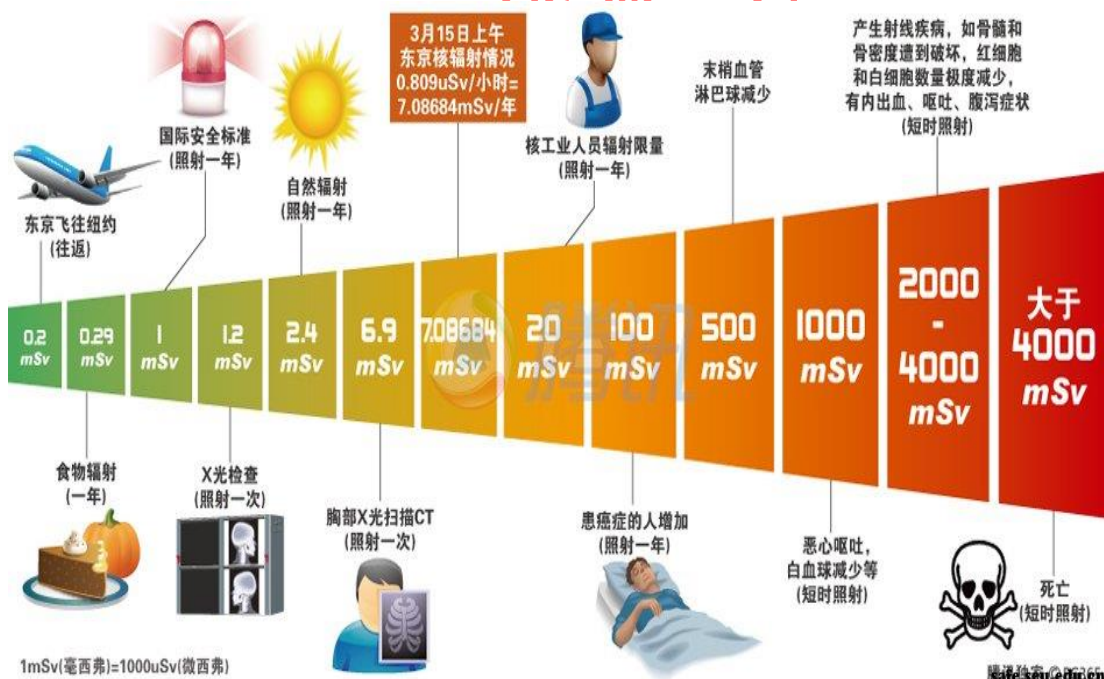 3月15日上午
东京核辐射情况
0.809uSv/小时=
7.08684mSv/年
产生射线疾病，如骨髓和
骨密度遭到破坏，红细胞
和白细胞数量极度减少，
有内出血、呕吐、腹泻症状
(短时照射)
末梢血管
淋巴球减少
国际安全标准
(照射一年)
核工业人员辐射限量
(照射一年)
自然辐射
(照射一年)
东京飞往纽约
(往返)
0.2
mSv
0.29
mSv
1
mSv
1.2
mSv
2.4
mSv
6.9
mSv
7.08684
mSv
20
mSv
100
mSv
500
mSv
1000
mSv
2000
-
4000
mSv
大于
4000
mSv
腾讯
食物辐射
(一年)
X光检查
(照射一次)
胸部X光扫描CT
(照射一次)
患癌症的人增加
(照射一年)
恶心呕吐，
白血球减少等
(短时照射)
死亡
(短时照射)
1mSv(毫西弗)=1000uSv(微西弗)
safe.seu.edu.cn